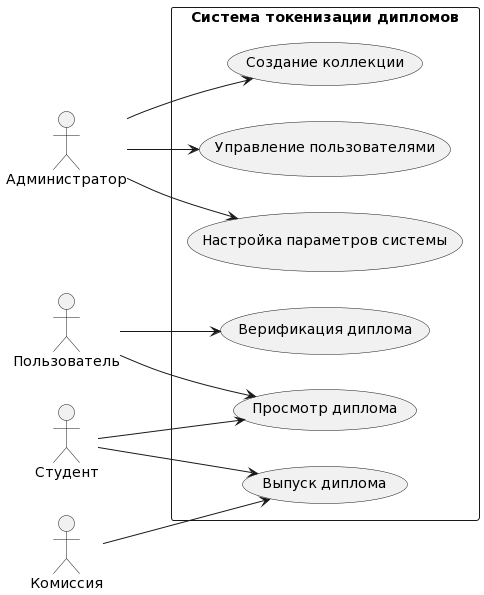 Система токенизации дипломов
Создание коллекции
Управление пользователями
Администратор
Настройка параметров системы
Верификация диплома
Пользователь
Просмотр диплома
Студент
Выпуск диплома
Комиссия